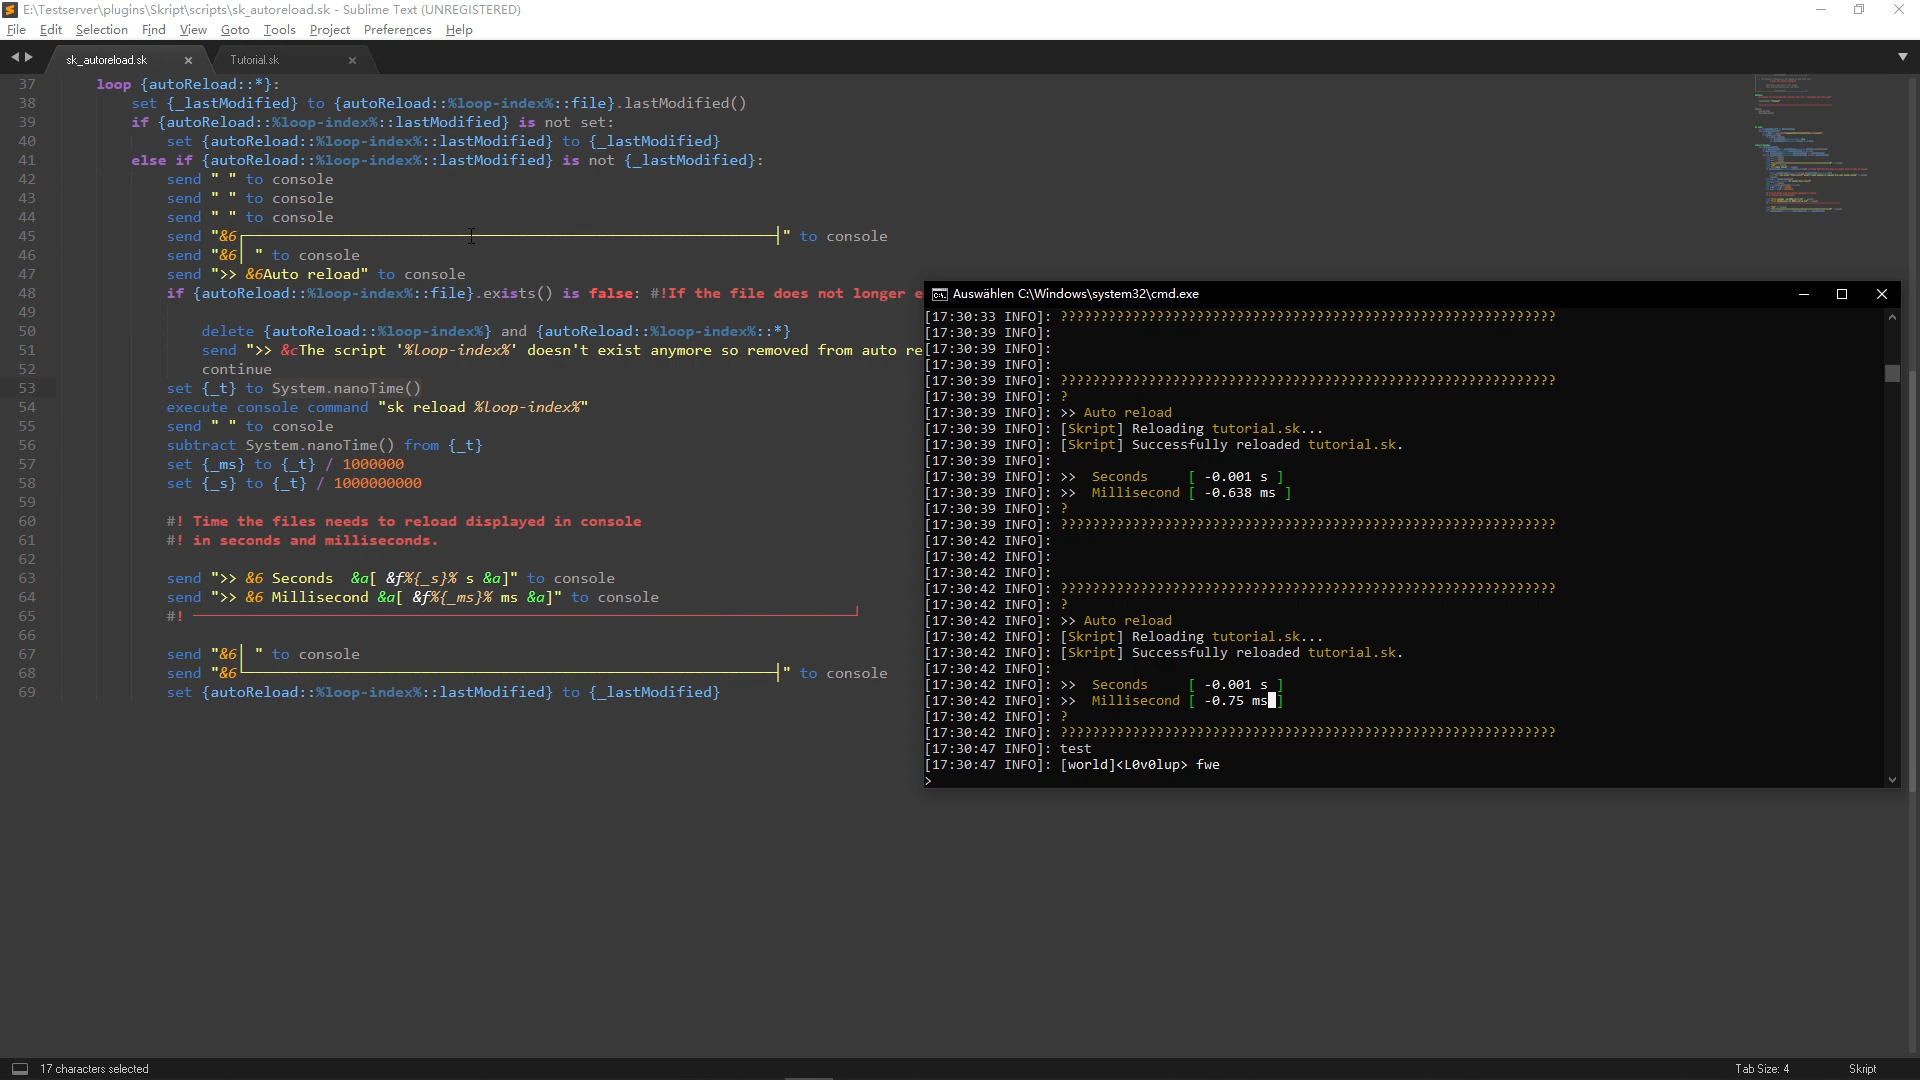 E:\Testserver\plugins\Skript\scripts\sk_autoreload.sk - Sublime Text (UNREGISTERED)
File Edit Selection Find View Goto Tools Project Preferences Help
sk_autoreload.sk Tutorial.sk
37 loop {autoReload::*}:
38 set {_lastModified} to {autoReload::%loop-index%::file}.lastModified()
39 if {autoReload::%loop-index%::lastModified} is not set:
40 set {autoReload::%loop-index%::lastModified} to {_lastModified}
41 else if {autoReload::%loop-index%::lastModified} is not {_lastModified}:
42 send " " to console
43 send " " to console
44 send " " to console
45 send "&6┌────────────────────────────────────────────────────────────┤" to console
46 send "&6│ " to console
47 send ">> &6Auto reload" to console
48 if {autoReload::%loop-index%::file}.exists() is false: #!If the file does not longer e
49
50 delete {autoReload::%loop-index%} and {autoReload::%loop-index%::*}
51 send ">> &cThe script '%loop-index%' doesn't exist anymore so removed from auto re
52 continue
53 set {_t} to System.nanoTime()
54 execute console command "sk reload %loop-index%"
55 send " " to console
56 subtract System.nanoTime() from {_t}
57 set {_ms} to {_t} / 1000000
58 set {_s} to {_t} / 1000000000
59
60 #! Time the files needs to reload displayed in console
61 #! in seconds and milliseconds.
62
63 send ">> &6 Seconds  &a[ &f%{_s}% s &a]" to console
64 send ">> &6 Millisecond &a[ &f%{_ms}% ms &a]" to console
65 #! ───────────────────────────────────────────────────────────────────────────┘
66
67 send "&6│ " to console
68 send "&6└────────────────────────────────────────────────────────────┤" to console
69 set {autoReload::%loop-index%::lastModified} to {_lastModified}
Auswählen C:\Windows\system32\cmd.exe
[17:30:33 INFO]: ??????????????????????????????????????????????????????????????
[17:30:39 INFO]:
[17:30:39 INFO]:
[17:30:39 INFO]:
[17:30:39 INFO]: ??????????????????????????????????????????????????????????????
[17:30:39 INFO]: ?
[17:30:39 INFO]: >> Auto reload
[17:30:39 INFO]: [Skript] Reloading tutorial.sk...
[17:30:39 INFO]: [Skript] Successfully reloaded tutorial.sk.
[17:30:39 INFO]:
[17:30:39 INFO]: >>  Seconds     [ -0.001 s ]
[17:30:39 INFO]: >>  Millisecond [ -0.638 ms ]
[17:30:39 INFO]: ?
[17:30:39 INFO]: ??????????????????????????????????????????????????????????????
[17:30:42 INFO]:
[17:30:42 INFO]:
[17:30:42 INFO]:
[17:30:42 INFO]: ??????????????????????????????????????????????????????????????
[17:30:42 INFO]: ?
[17:30:42 INFO]: >> Auto reload
[17:30:42 INFO]: [Skript] Reloading tutorial.sk...
[17:30:42 INFO]: [Skript] Successfully reloaded tutorial.sk.
[17:30:42 INFO]:
[17:30:42 INFO]: >>  Seconds     [ -0.001 s ]
[17:30:42 INFO]: >>  Millisecond [ -0.75 ms ]
[17:30:42 INFO]: ?
[17:30:42 INFO]: ??????????????????????????????????????????????????????????????
[17:30:47 INFO]: test
[17:30:47 INFO]: [world]<L0v0lup> fwe
>
17 characters selected Tab Size: 4 Skript